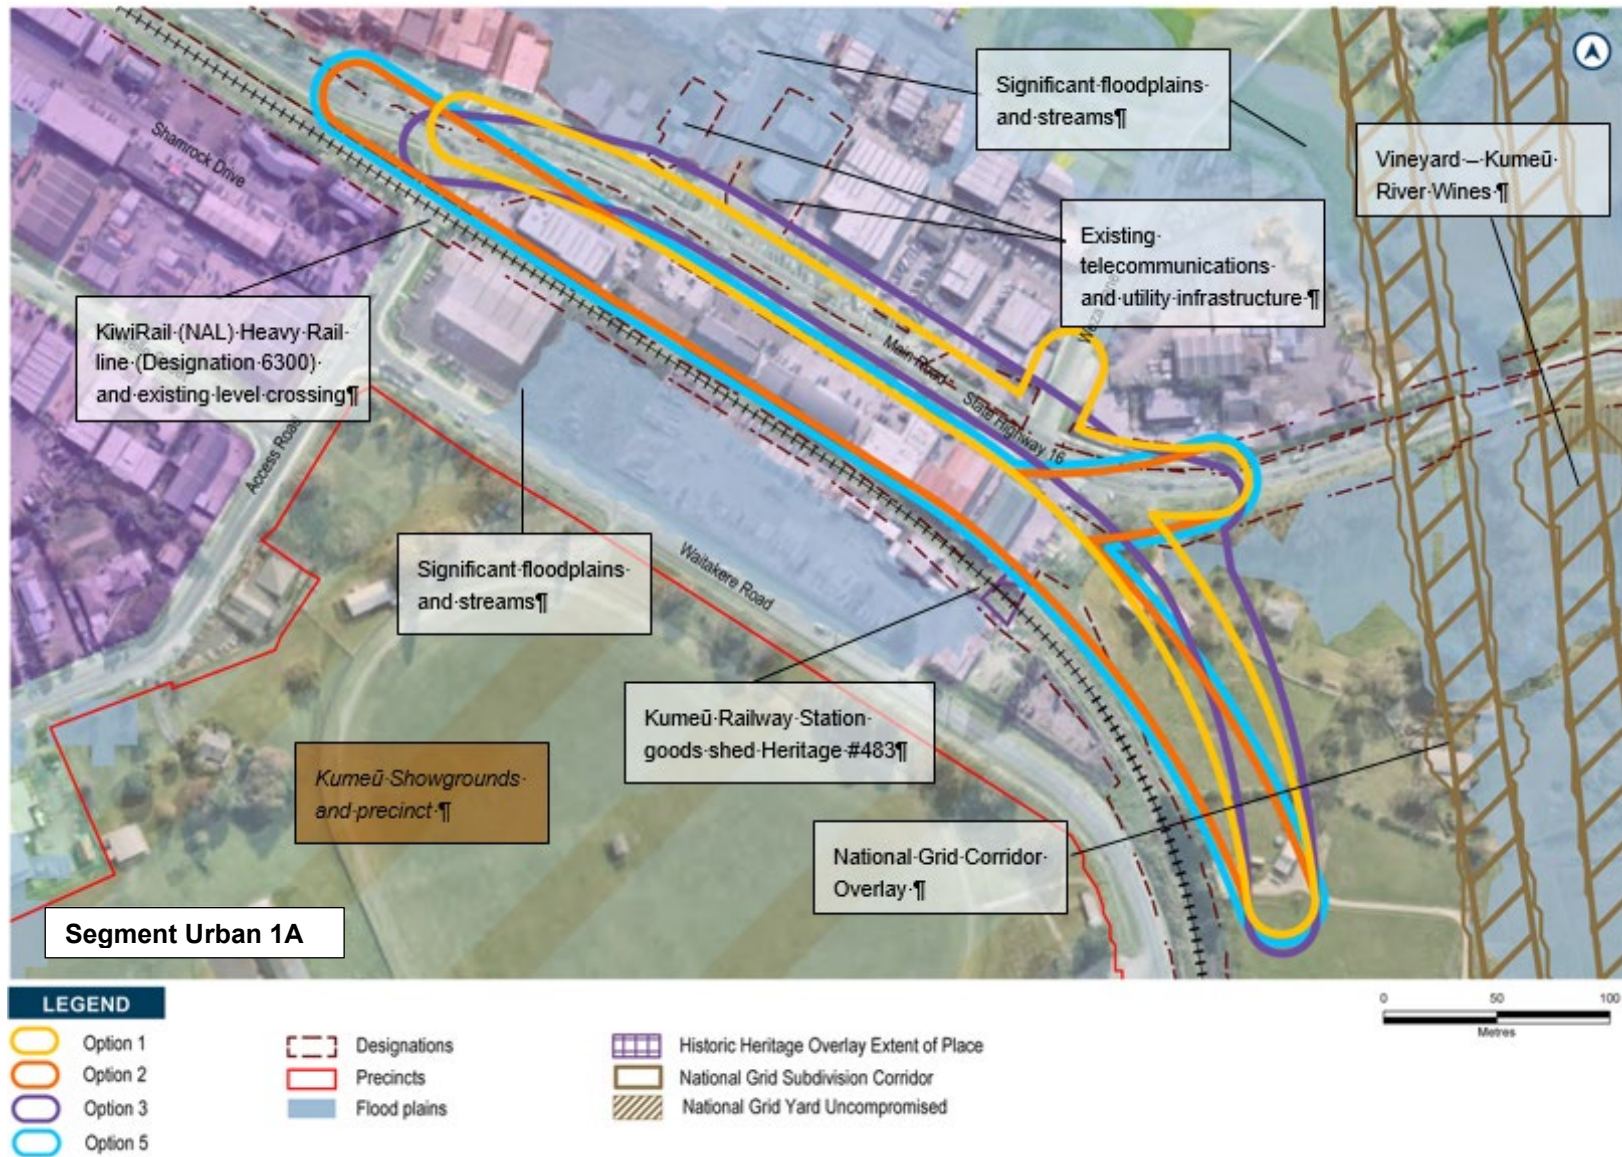 Significant·floodplains·
and·streams¶
Vineyard·–·Kumeū·
River·Wines·¶
Shamrock Drive
Existing·
telecommunications·
and·utility·infrastructure·¶
KiwiRail·(NAL)·Heavy·Rail·
line·(Designation·6300)·
and·existing·level·crossing¶
Main Road
State Highway 16
Access Road
Significant·floodplains·
and·streams¶
Waitakere Road
Kumeū·Railway·Station·
goods·shed·Heritage·#483¶
Kumeū·Showgrounds·
and·precinct·¶
National·Grid·Corridor·
Overlay·¶
Segment Urban 1A
LEGEND
Option 1
Option 2
Option 3
Option 5
Designations
Precincts
Flood plains
Historic Heritage Overlay Extent of Place
National Grid Subdivision Corridor
National Grid Yard Uncompromised
0 50 100
Metres